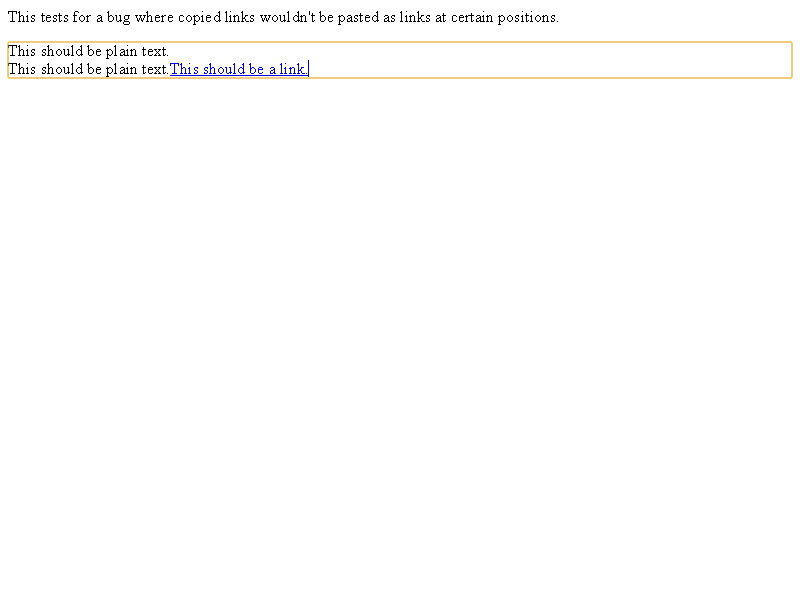 This tests for a bug where copied links wouldn't be pasted as links at certain positions.
This should be plain text.
This should be plain text.This should be a link.